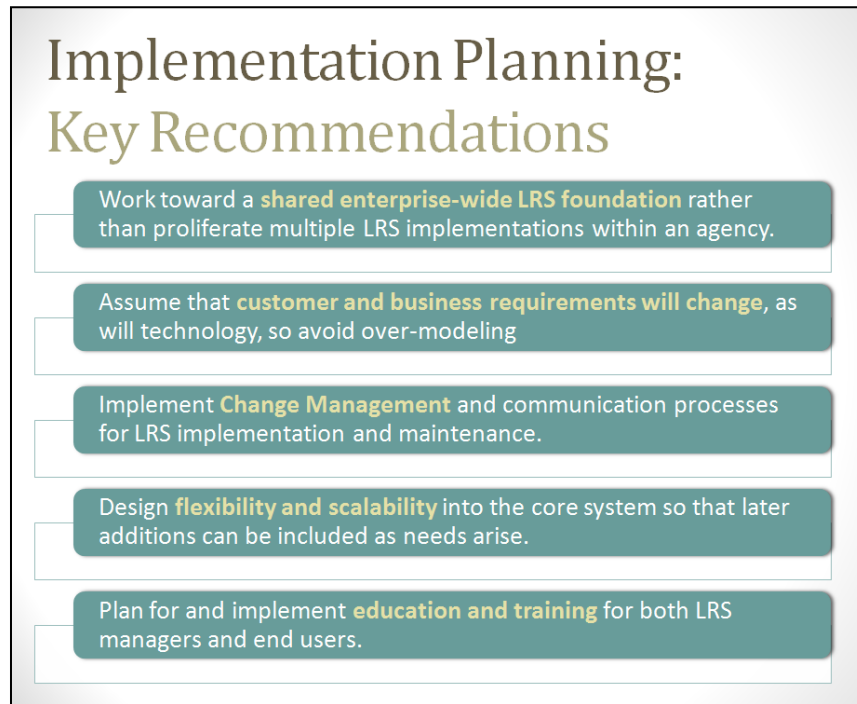 Implementation Planning:
Key Recommendations
Work toward a shared enterprise-wide LRS foundation rather
than proliferate multiple LRS implementations within an agency.
Assume that customer and business requirements will change, as
will technology, so avoid over-modeling
Implement Change Management and communication processes
for LRS implementation and maintenance.
Design flexibility and scalability into the core system so that later
additions can be included as needs arise.
Plan for and implement education and training for both LRS
managers and end users.